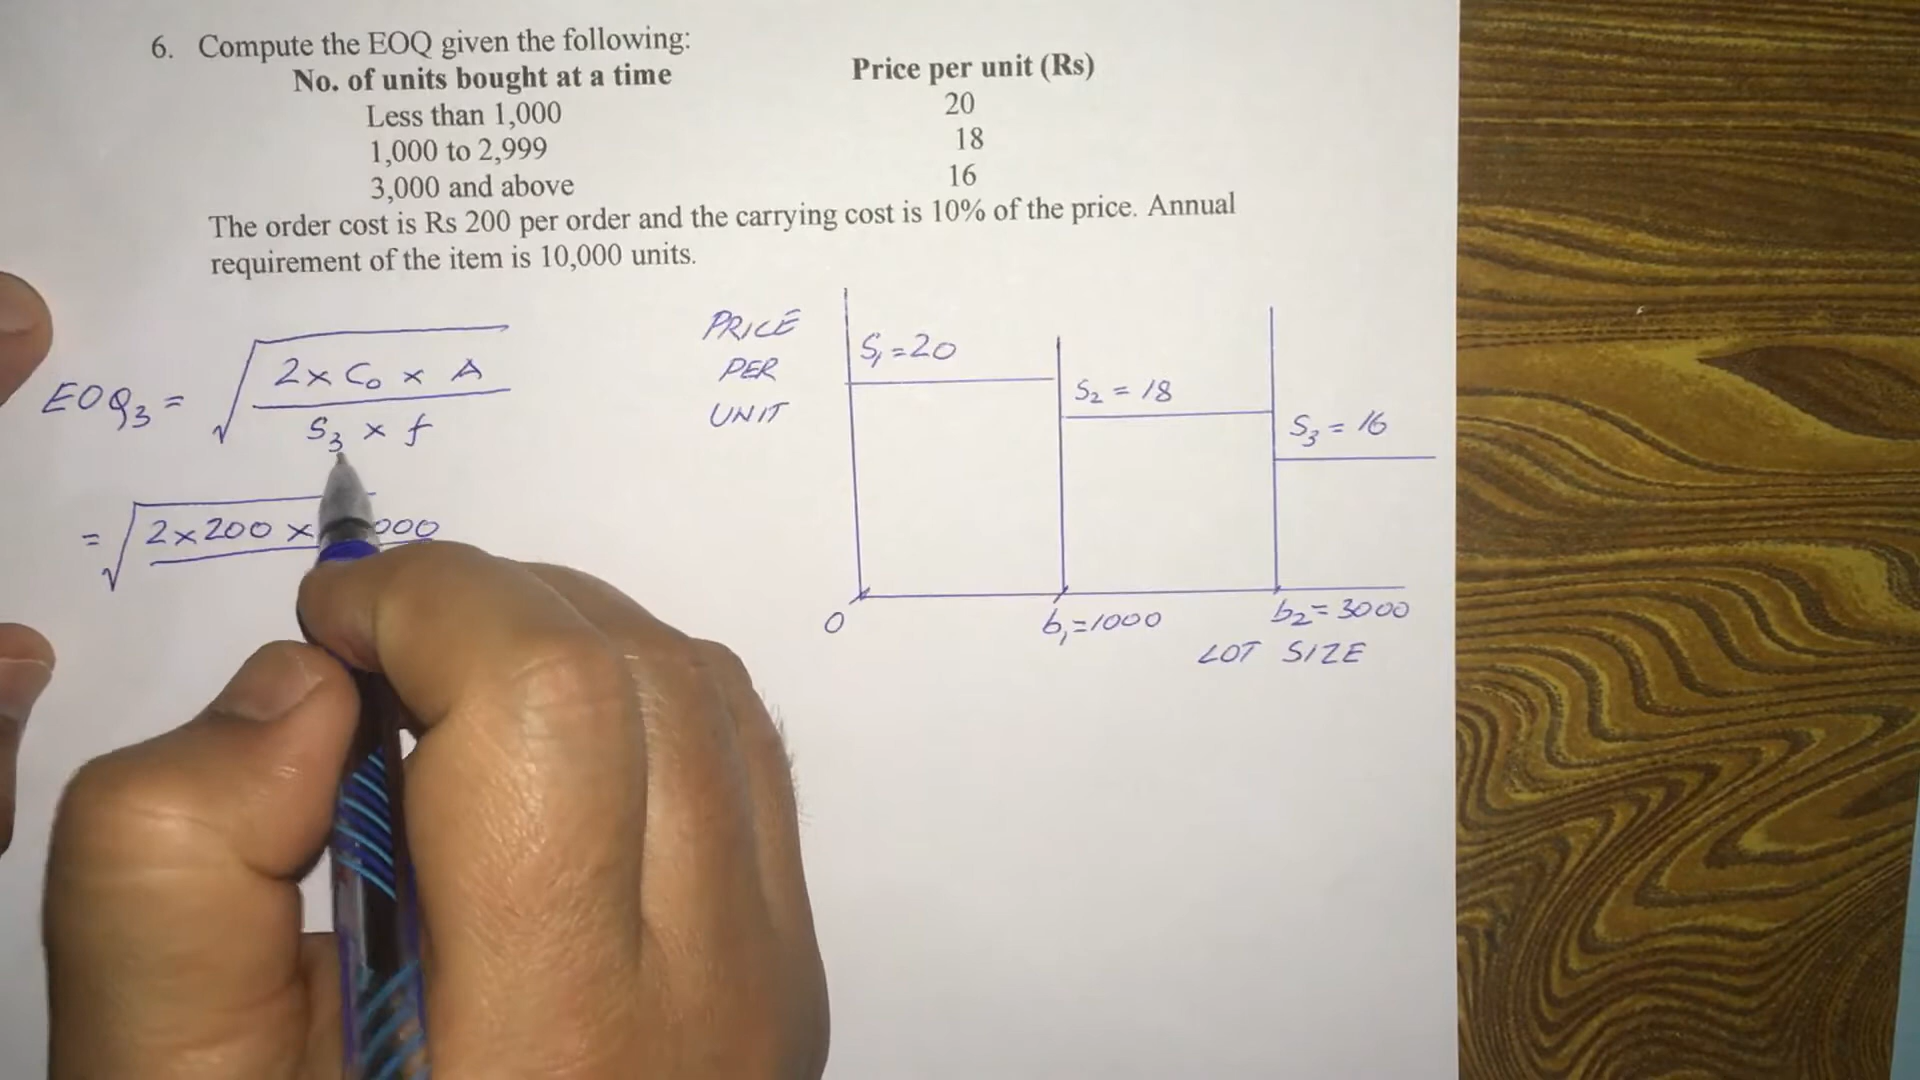 6. Compute the EOQ given the following:
No. of units bought at a time Price per unit (Rs)
Less than 1,000 20
1,000 to 2,999 18
3,000 and above 16
The order cost is Rs 200 per order and the carrying cost is 10% of the price. Annual
requirement of the item is 10,000 units.
EOQ₃ = √
2 × C₀ × A
S₃ × f
= √ 2 × 200 × 000
PRICE
PER
UNIT
S₁ = 20
S₂ = 18
S₃ = 16
0
b₁ = 1000
b₂ = 3000
LOT SIZE